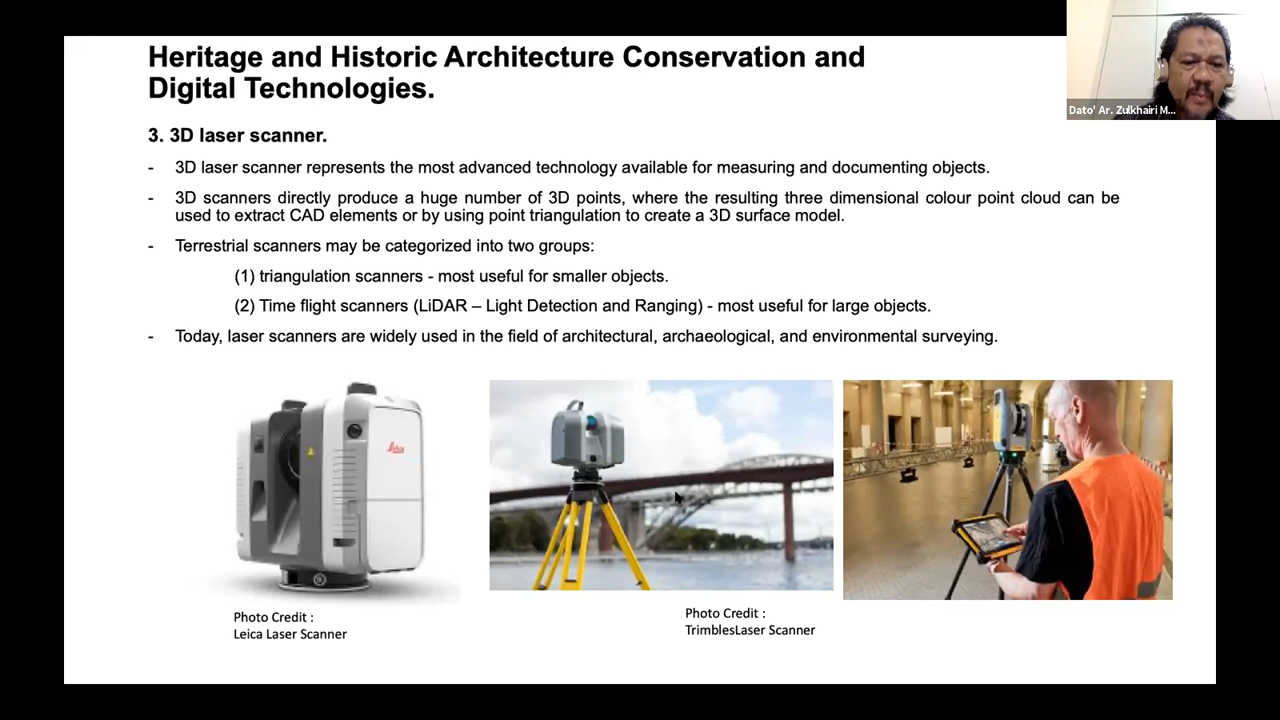 Heritage and Historic Architecture Conservation and
Digital Technologies.
Dato' Ar. Zulkhairi M...
3. 3D laser scanner.
- 3D laser scanner represents the most advanced technology available for measuring and documenting objects.
- 3D scanners directly produce a huge number of 3D points, where the resulting three dimensional colour point cloud can be
used to extract CAD elements or by using point triangulation to create a 3D surface model.
- Terrestrial scanners may be categorized into two groups:
(1) triangulation scanners - most useful for smaller objects.
(2) Time flight scanners (LiDAR – Light Detection and Ranging) - most useful for large objects.
- Today, laser scanners are widely used in the field of architectural, archaeological, and environmental surveying.
Leica
Photo Credit :
Leica Laser Scanner
Photo Credit :
TrimblesLaser Scanner